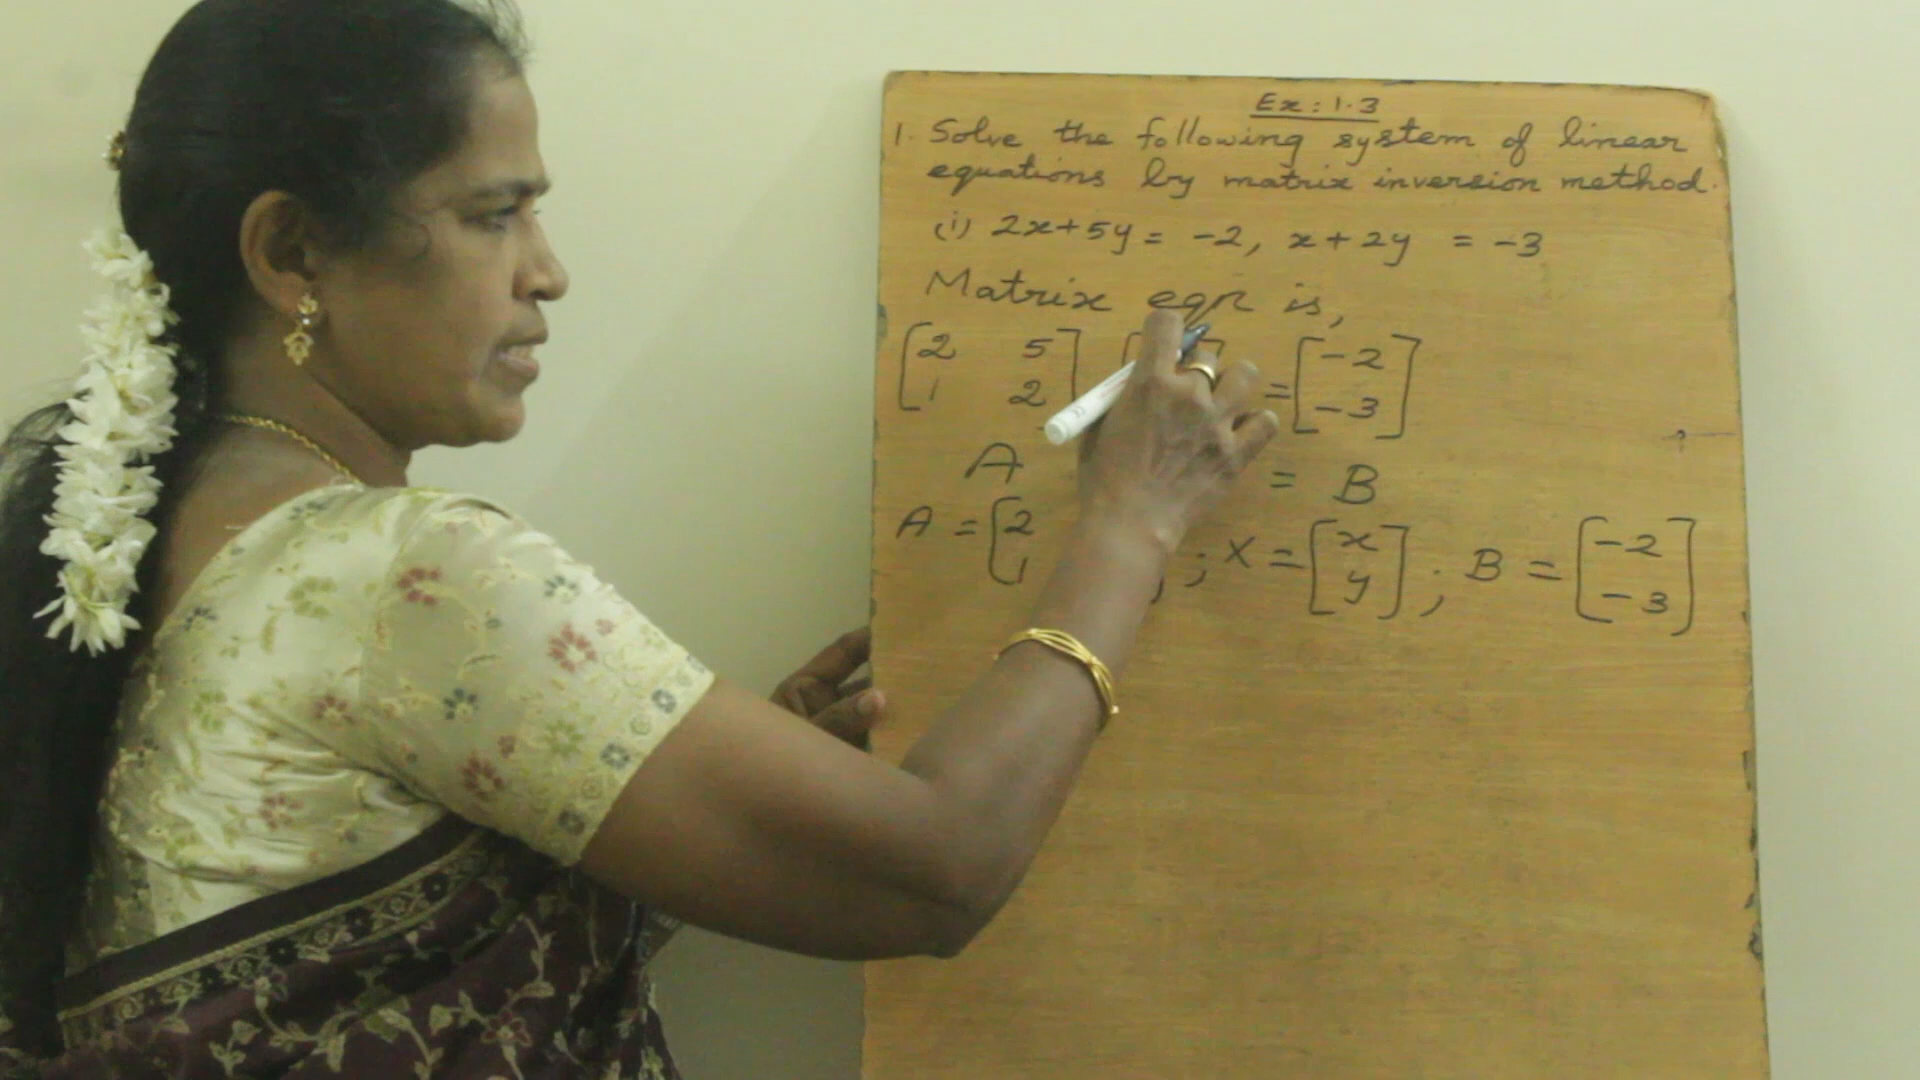 Ex: 1.3
1. Solve the following system of linear
equations by matrix inversion method.
(i) 2x+5y = -2, x+2y = -3
Matrix eqn is,
[2 5] = [-2]
[1 2] [-3]
A = B
A = [2 ; X = [x] ; B = [-2]
[1 [y] [-3]